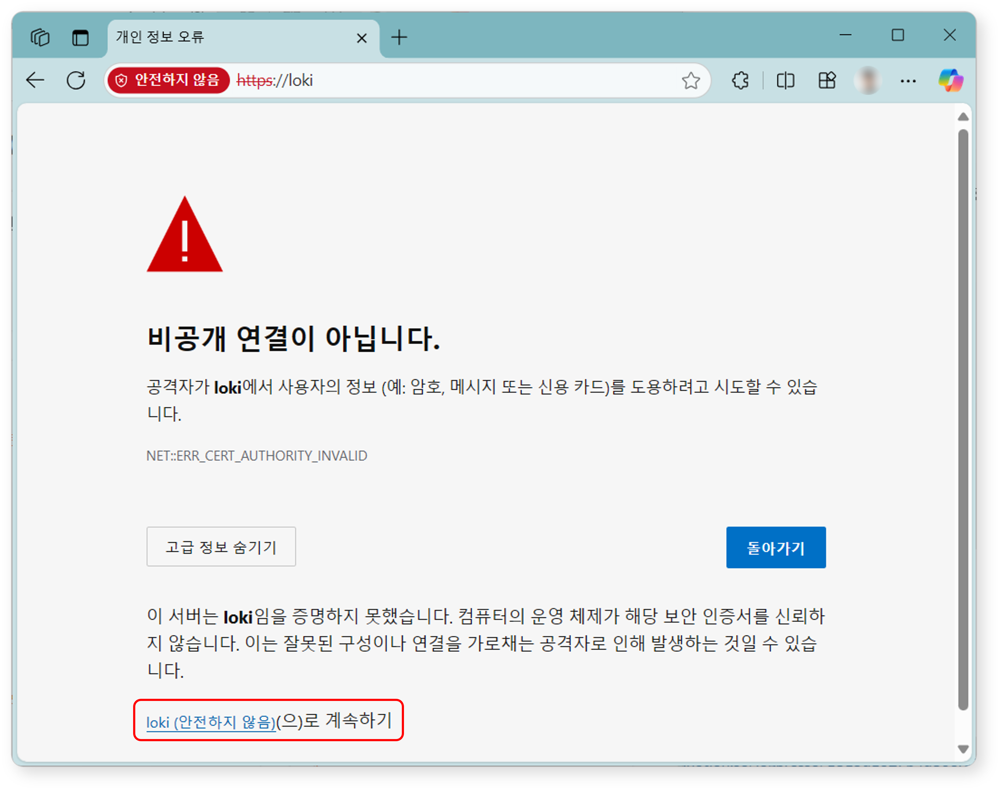 개인 정보 오류
안전하지 않음 https://loki
비공개 연결이 아닙니다.
공격자가 loki에서 사용자의 정보 (예: 암호, 메시지 또는 신용 카드)를 도용하려고 시도할 수 있습
니다.
NET::ERR_CERT_AUTHORITY_INVALID
고급 정보 숨기기
돌아가기
이 서버는 loki임을 증명하지 못했습니다. 컴퓨터의 운영 체제가 해당 보안 인증서를 신뢰하
지 않습니다. 이는 잘못된 구성이나 연결을 가로채는 공격자로 인해 발생하는 것일 수 있습
니다.
loki (안전하지 않음)(으)로 계속하기